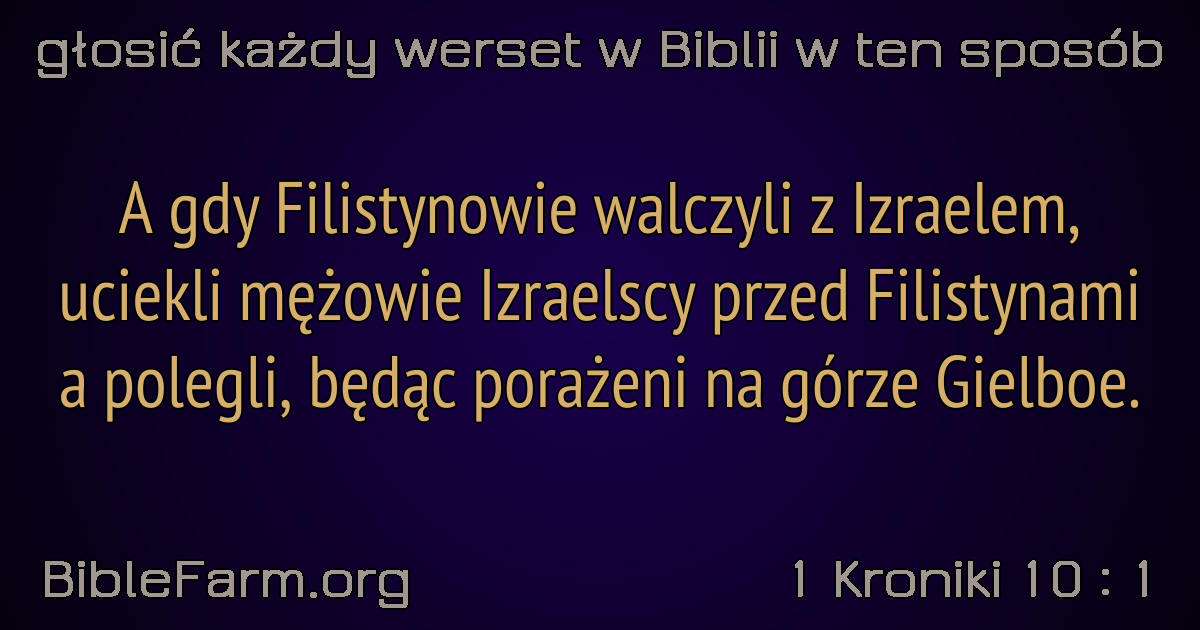 głosić każdy werset w Biblii w ten sposób
A gdy Filistynowie walczyli z Izraelem,
uciekli mężowie Izraelscy przed Filistynami
a polegli, będąc porażeni na górze Gielboe.
BibleFarm.org
1 Kroniki 10 : 1